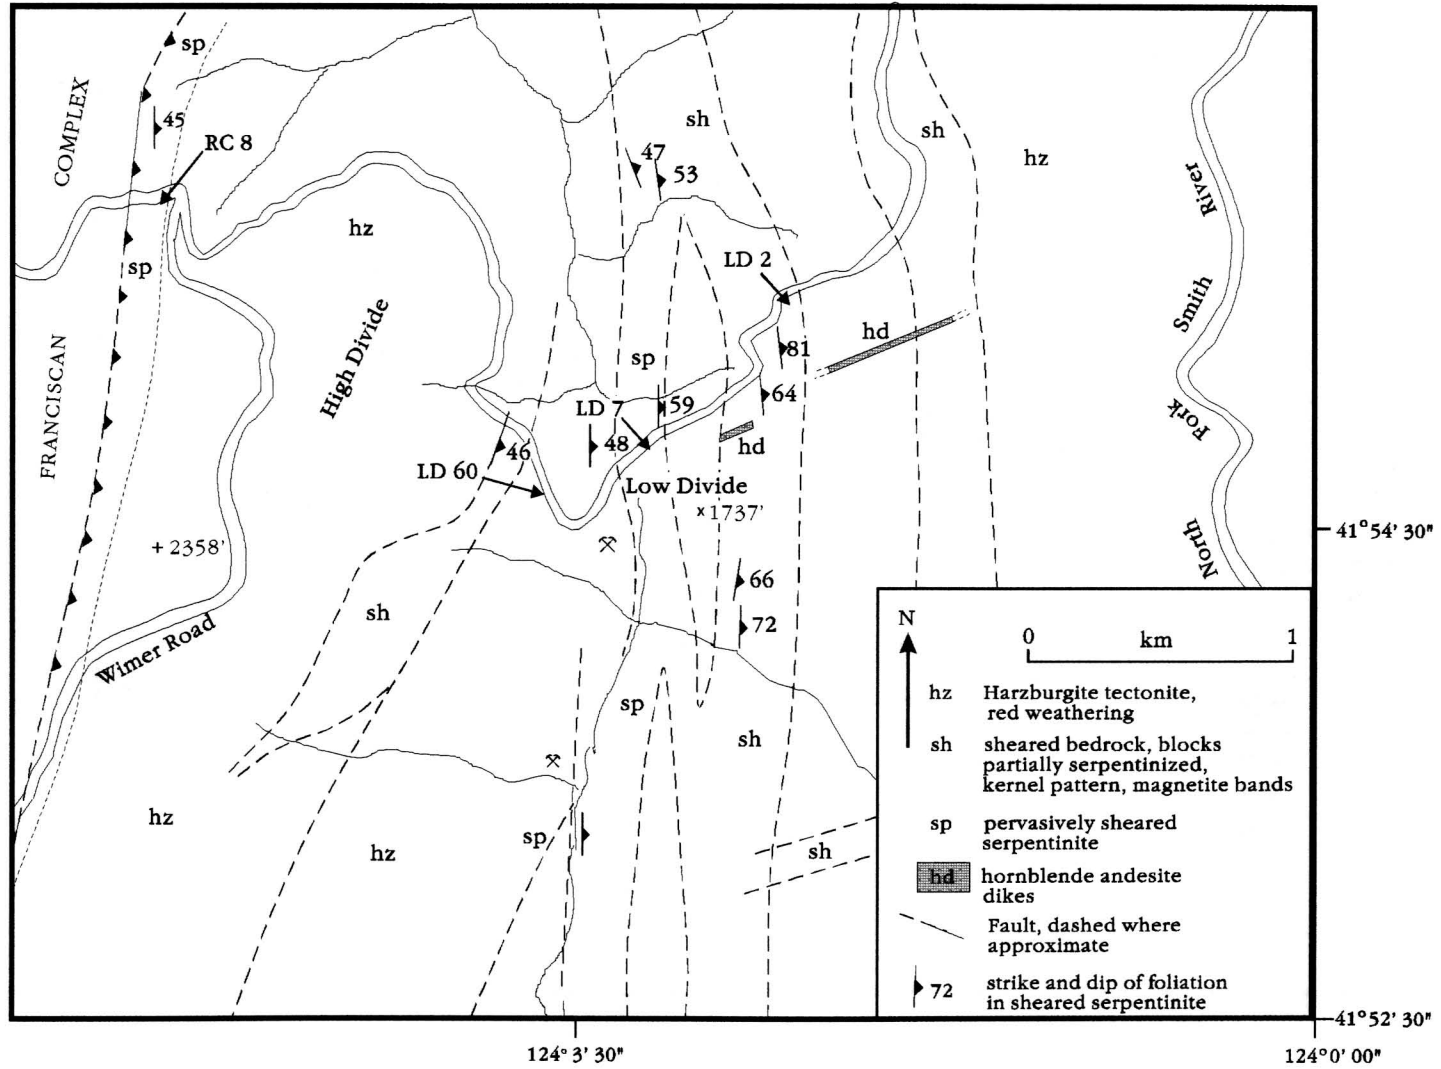 sp
COMPLEX
45
RC 8
sh
sh
hz
47
53
River
hz
sp
LD 2
Smith
hd
High Divide
81
sp
FRANCISCAN
64
LD 7
59
Fork
46
48
hd
LD 60
Low Divide
x 1737'
41°54' 30"
+ 2358'
North
66
sh
72
Wimer Road
sp
sh
hz
hz
sp
sh
N
0 km 1
hz Harzburgite tectonite,
red weathering
sh sheared bedrock, blocks
partially serpentinized,
kernel pattern, magnetite bands
sp pervasively sheared
serpentinite
hd hornblende andesite
dikes
Fault, dashed where
approximate
72 strike and dip of foliation
in sheared serpentinite
41°52' 30"
124° 3' 30"
124° 0' 00"